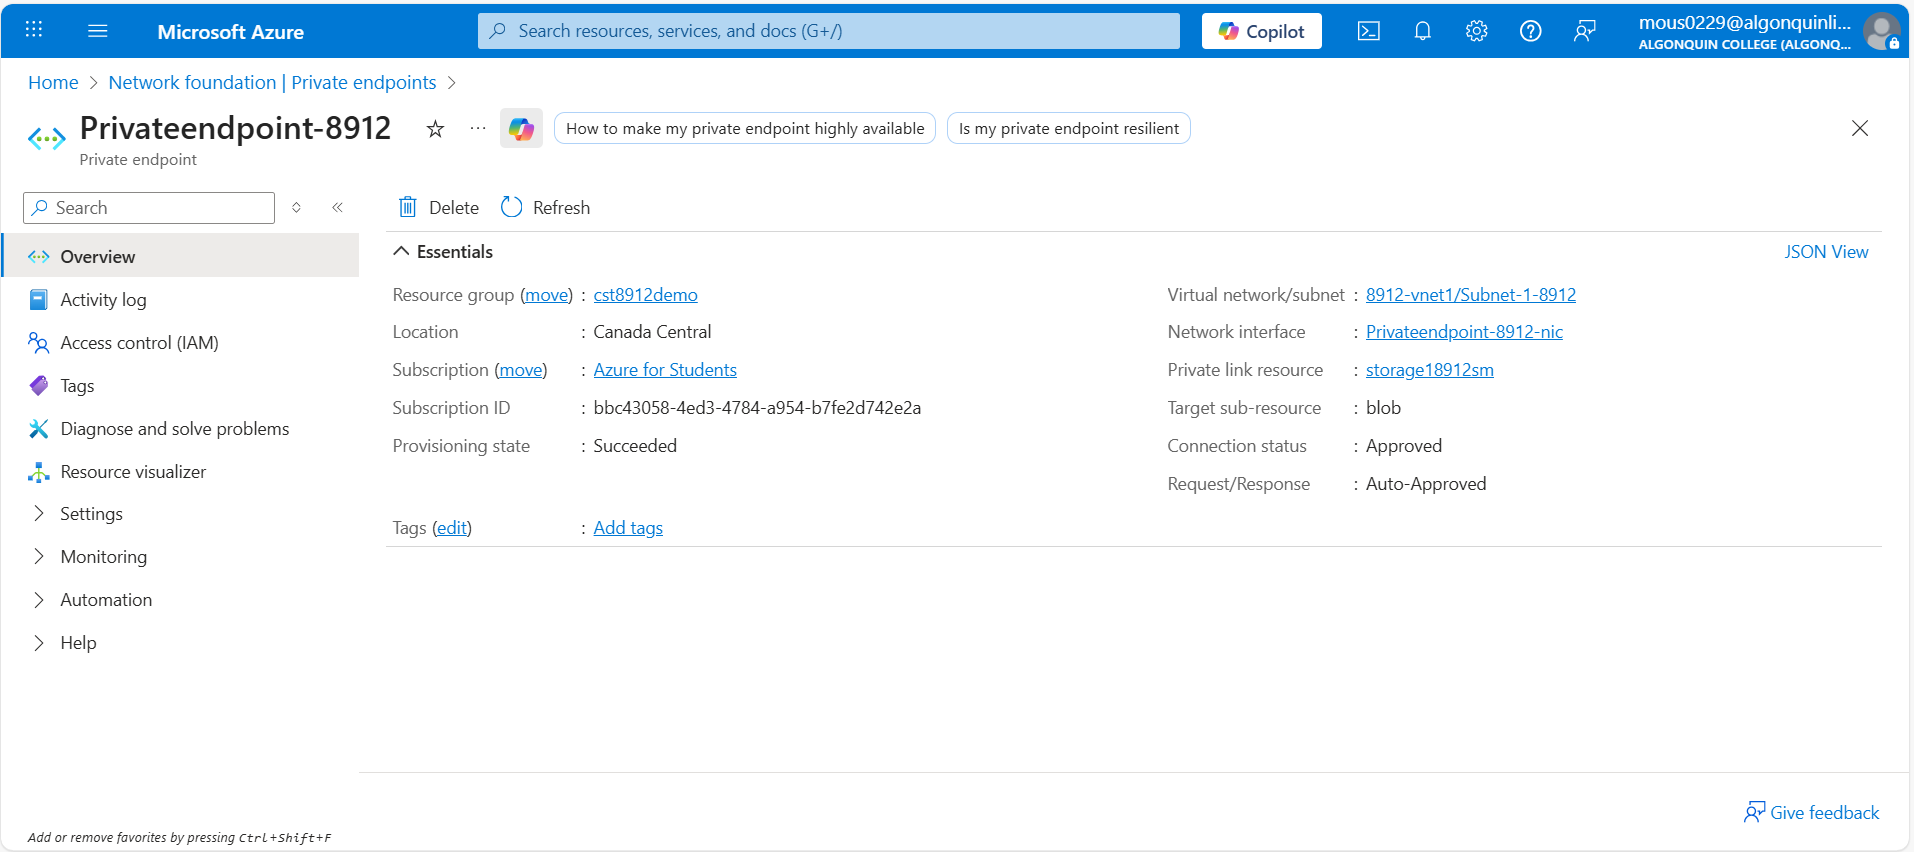 Microsoft Azure
Search resources, services, and docs (G+/)
Copilot
mous0229@algonquinli...
ALGONQUIN COLLEGE (ALGONQ...
Home > Network foundation | Private endpoints >
Privateendpoint-8912
Private endpoint
How to make my private endpoint highly available
Is my private endpoint resilient
Search
Delete
Refresh
Overview
Activity log
Access control (IAM)
Tags
Diagnose and solve problems
Resource visualizer
Settings
Monitoring
Automation
Help
Essentials
JSON View
Resource group (move) : cst8912demo
Location : Canada Central
Subscription (move) : Azure for Students
Subscription ID : bbc43058-4ed3-4784-a954-b7fe2d742e2a
Provisioning state : Succeeded
Virtual network/subnet : 8912-vnet1/Subnet-1-8912
Network interface : Privateendpoint-8912-nic
Private link resource : storage18912sm
Target sub-resource : blob
Connection status : Approved
Request/Response : Auto-Approved
Tags (edit) : Add tags
Give feedback
Add or remove favorites by pressing Ctrl+Shift+F